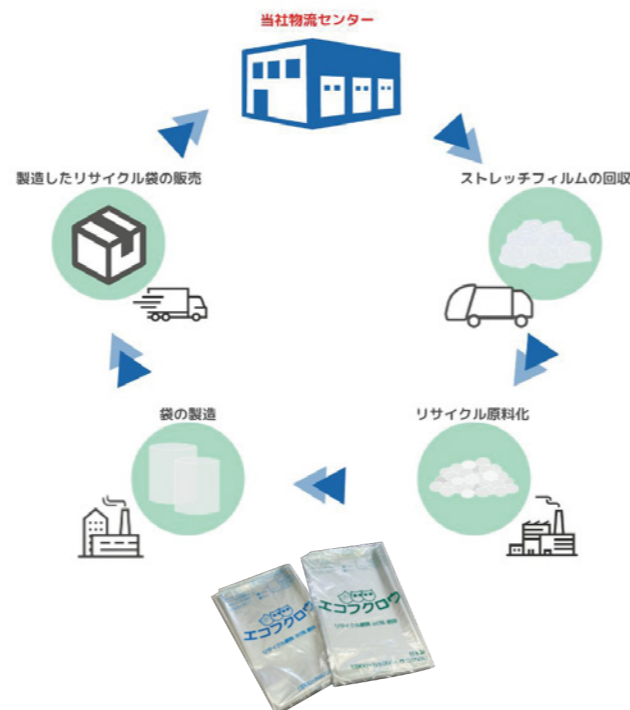 当社物流センター
ストレッチフィルムの回収
リサイクル原料化
袋の製造
製造したリサイクル袋の販売
エコフクロウ
エコフクロウ